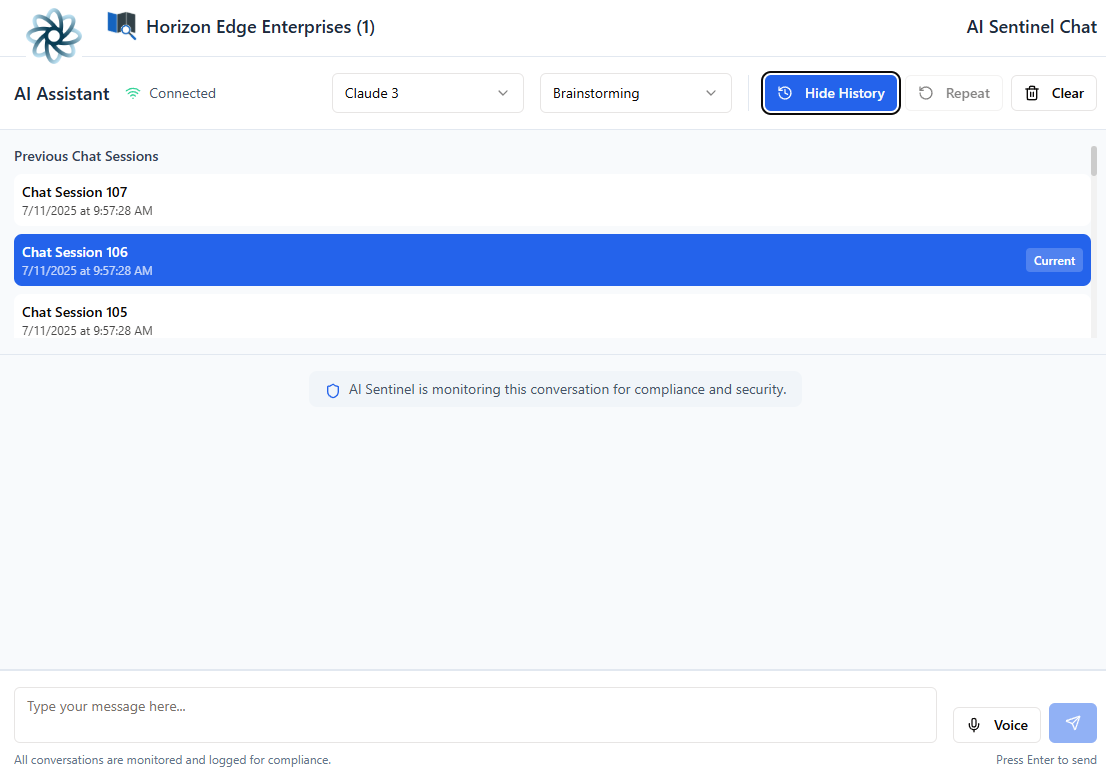 Horizon Edge Enterprises (1)
AI Sentinel Chat
AI Assistant
Connected
Claude 3
Brainstorming
Hide History
Repeat
Clear
Previous Chat Sessions
Chat Session 107
7/11/2025 at 9:57:28 AM
Chat Session 106
7/11/2025 at 9:57:28 AM
Current
Chat Session 105
7/11/2025 at 9:57:28 AM
AI Sentinel is monitoring this conversation for compliance and security.
Type your message here...
Voice
All conversations are monitored and logged for compliance.
Press Enter to send